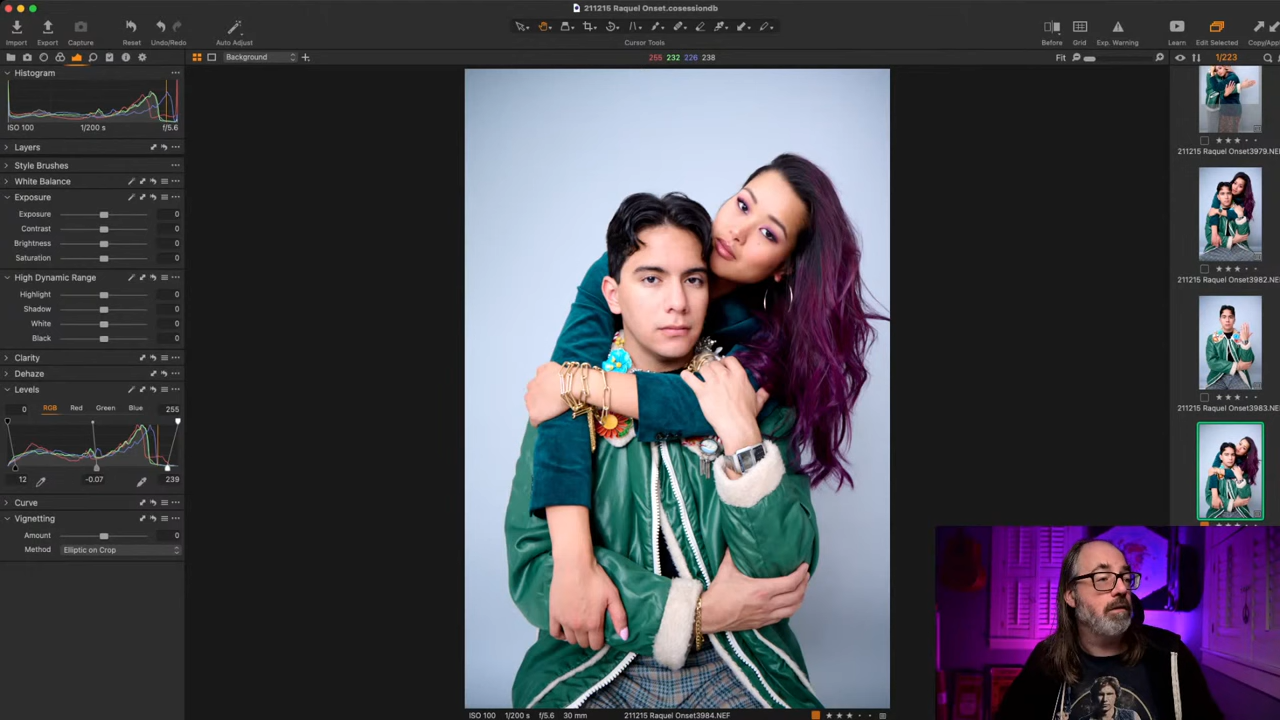 211215 Raquel Onset.cosessiondb
Import
Export
Capture
Reset
Undo/Redo
Auto Adjust
Cursor Tools
Before
Grid
Exp. Warning
Learn
Edit Selected
Copy/App
Background
255 232 226 238
Fit
1/223
Histogram
ISO 100 1/200 s f/5.6
Layers
Style Brushes
White Balance
Exposure
Exposure 0
Contrast 0
Brightness 0
Saturation 0
High Dynamic Range
Highlight 0
Shadow 0
White 0
Black 0
Clarity
Dehaze
Levels
0 RGB Red Green Blue 255
12 -0.07 239
Curve
Vignetting
Amount 0
Method Elliptic on Crop
211215 Raquel Onset3979.NEF
211215 Raquel Onset3982.NEF
211215 Raquel Onset3983.NEF
ISO 100 1/200 s f/5.6 30 mm 211215 Raquel Onset3984.NEF